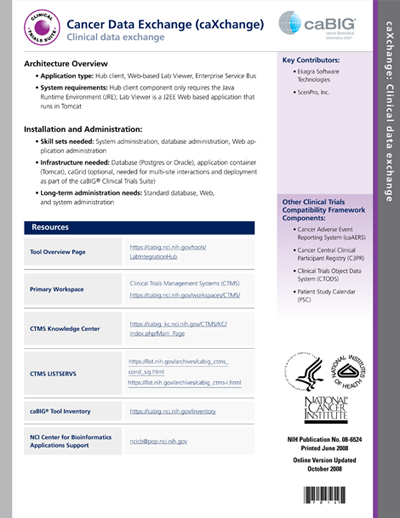 CLINICAL TRIALS SUITE
Cancer Data Exchange (caXchange)
Clinical data exchange
caBIG®
cancer Biomedical
Informatics Grid™
caXchange: Clinical data exchange
Architecture Overview
• Application type: Hub client, Web-based Lab Viewer, Enterprise Service Bus
• System requirements: Hub client component only requires the Java
Runtime Environment (JRE); Lab Viewer is a J2EE Web based application that
runs in Tomcat
Installation and Administration:
• Skill sets needed: System administration, database administration, Web ap-
plication administration
• Infrastructure needed: Database (Postgres or Oracle), application container
(Tomcat), caGrid (optional, needed for multi-site interactions and deployment
as part of the caBIG® Clinical Trials Suite)
• Long-term administration needs: Standard database, Web,
and system administration
Resources
Tool Overview Page
https://cabig.nci.nih.gov/tools/
LabIntegrationHub
Primary Workspace
Clinical Trials Management Systems (CTMS)
https://cabig.nci.nih.gov/workspaces/CTMS/
CTMS Knowledge Center
https://cabig_kc.nci.nih.gov/CTMS/KC/
index.php/Main_Page
CTMS LISTSERVS
https://list.nih.gov/archives/cabig_ctms_
cond_sig.html
https://list.nih.gov/archives/cabig_ctms-l.html
caBIG® Tool Inventory
https://cabig.nci.nih.gov/inventory
NCI Center for Bioinformatics
Applications Support
ncicb@pop.nci.nih.gov
Key Contributors:
• Ekagra Software
Technologies
• ScenPro, Inc.
Other Clinical Trials
Compatibility Framework
Components:
• Cancer Adverse Event
Reporting System (caAERS)
• Cancer Central Clinical
Participant Registry (C3PR)
• Clinical Trials Object Data
System (CTODS)
• Patient Study Calendar
(PSC)
NATIONAL INSTITUTES
OF HEALTH
NATIONAL
CANCER
INSTITUTE
NIH Publication No. 08-6524
Printed June 2008
Online Version Updated
October 2008